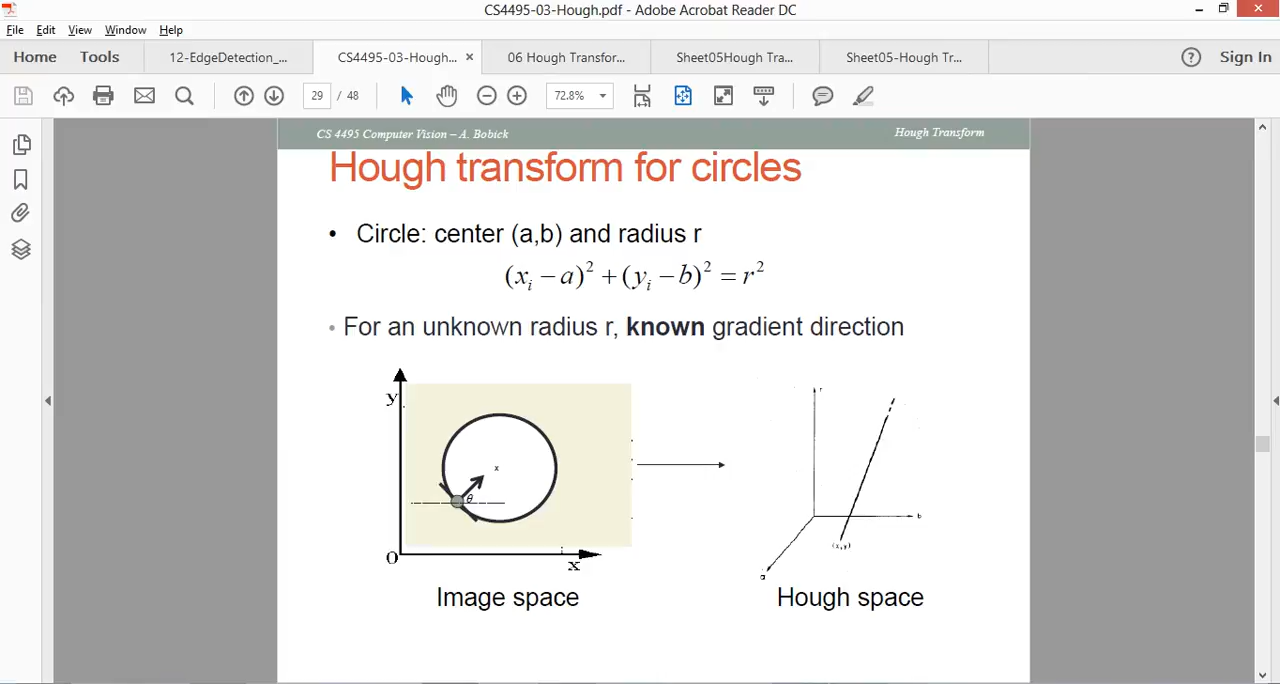 CS4495-03-Hough.pdf - Adobe Acrobat Reader DC
File Edit View Window Help
Home Tools 12-EdgeDetection_... CS4495-03-Hough... × 06 Hough Transfor... Sheet05Hough Tra... Sheet05-Hough Tr... ? Sign In
29 / 48 72.8%
CS 4495 Computer Vision – A. Bobick Hough Transform
Hough transform for circles
• Circle: center (a,b) and radius r
(xᵢ − a)² + (yᵢ − b)² = r²
• For an unknown radius r, known gradient direction
y r
x
θ b
0 x (x,y)
a
Image space Hough space